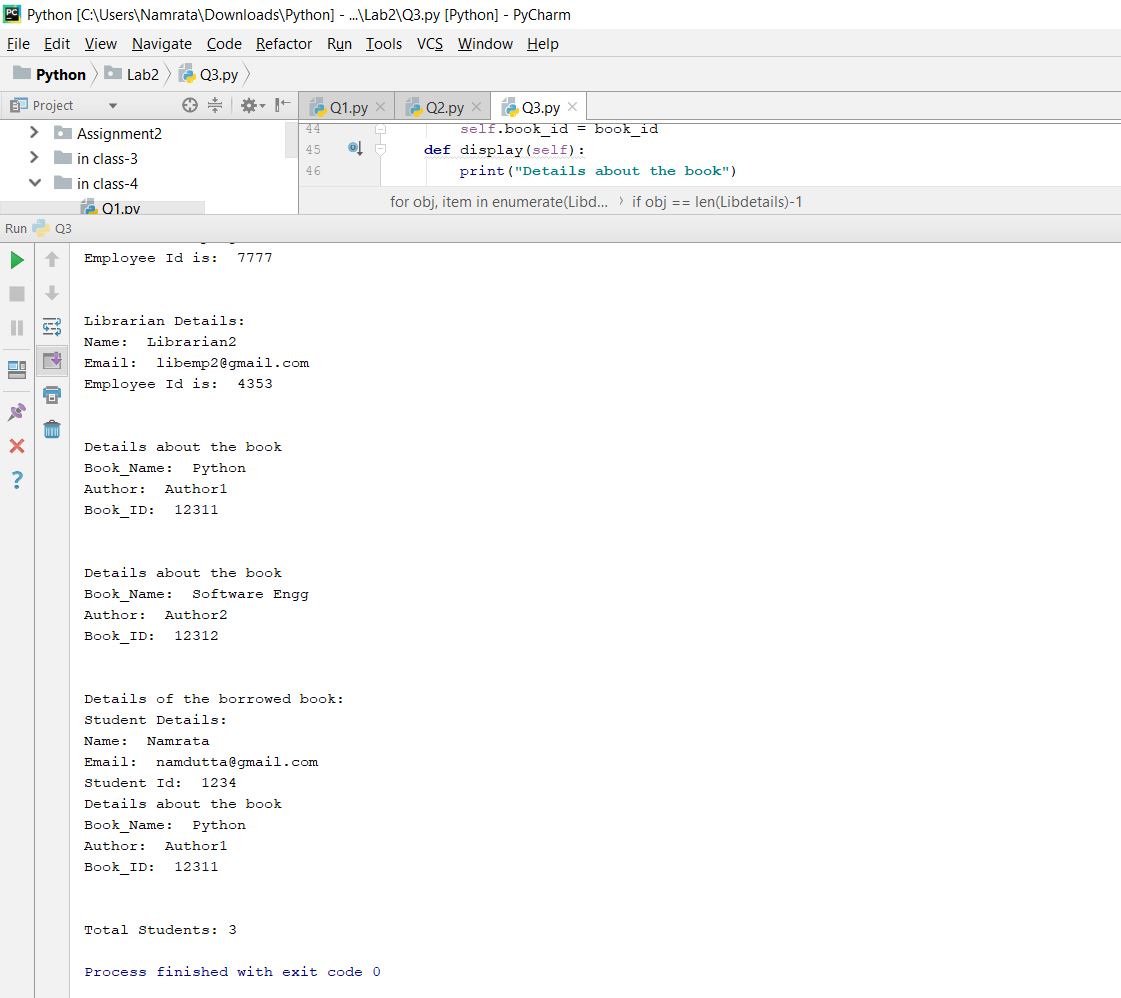 PC Python [C:\Users\Namrata\Downloads\Python] - ...\Lab2\Q3.py [Python] - PyCharm
File Edit View Navigate Code Refactor Run Tools VCS Window Help
Python Lab2 Q3.py
Project Q1.py Q2.py Q3.py
Assignment2
in class-3
in class-4
Q1.py
44 self.book_id = book_id
45 def display(self):
46 print("Details about the book")
for obj, item in enumerate(Libd... › if obj == len(Libdetails)-1
Run Q3
Employee Id is:  7777
Librarian Details:
Name:  Librarian2
Email:  libemp2@gmail.com
Employee Id is:  4353
Details about the book
Book_Name:  Python
Author:  Author1
Book_ID:  12311
Details about the book
Book_Name:  Software Engg
Author:  Author2
Book_ID:  12312
Details of the borrowed book:
Student Details:
Name:  Namrata
Email:  namdutta@gmail.com
Student Id:  1234
Details about the book
Book_Name:  Python
Author:  Author1
Book_ID:  12311
Total Students: 3
Process finished with exit code 0